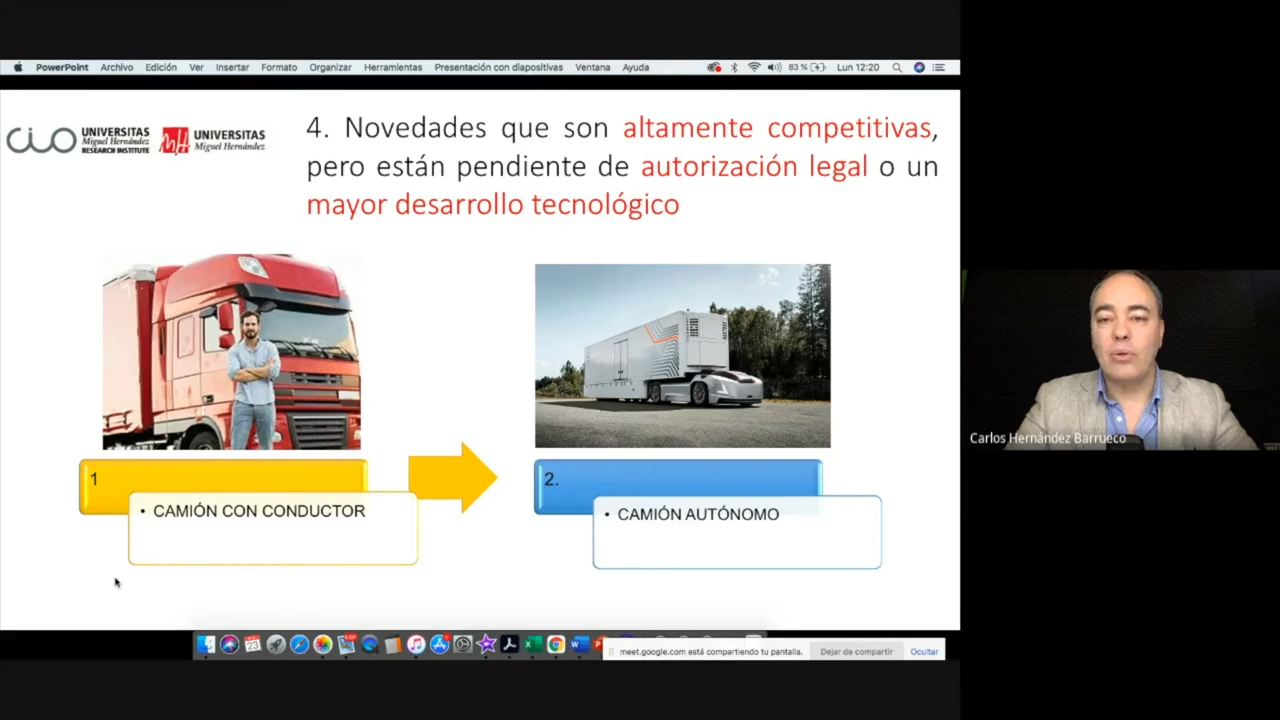 PowerPoint Archivo Edición Ver Insertar Formato Organizar Herramientas Presentación con diapositivas Ventana Ayuda 83 % Lun 12:20
UNIVERSITAS
Miguel Hernández
RESEARCH INSTITUTE
UNIVERSITAS
Miguel Hernández
4. Novedades que son altamente competitivas,
pero están pendiente de autorización legal o un
mayor desarrollo tecnológico
1
• CAMIÓN CON CONDUCTOR
2.
• CAMIÓN AUTÓNOMO
Carlos Hernández Barrueco
23
meet.google.com está compartiendo tu pantalla. Dejar de compartir Ocultar